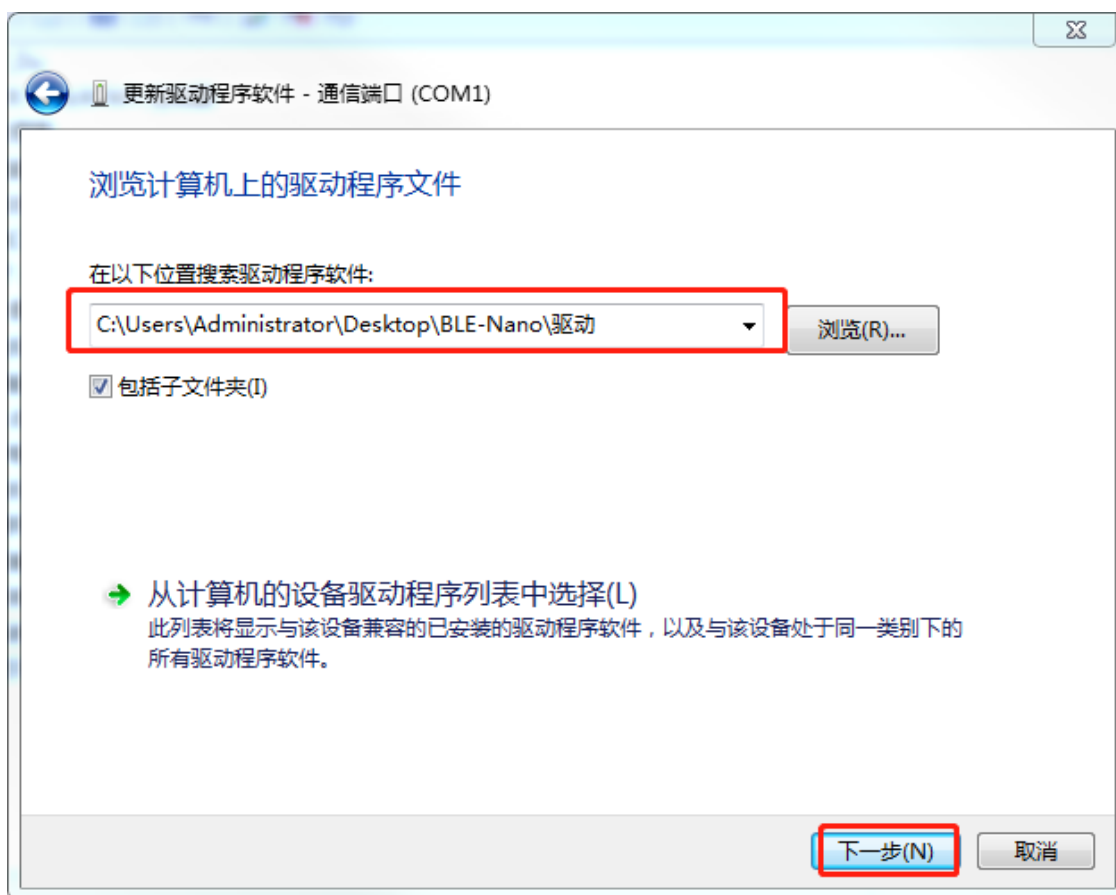 更新驱动程序软件 - 通信端口 (COM1)
浏览计算机上的驱动程序文件
在以下位置搜索驱动程序软件:
C:\Users\Administrator\Desktop\BLE-Nano\驱动
浏览(R)...
包括子文件夹(I)
从计算机的设备驱动程序列表中选择(L)
此列表将显示与该设备兼容的已安装的驱动程序软件，以及与该设备处于同一类别下的
所有驱动程序软件。
下一步(N)
取消